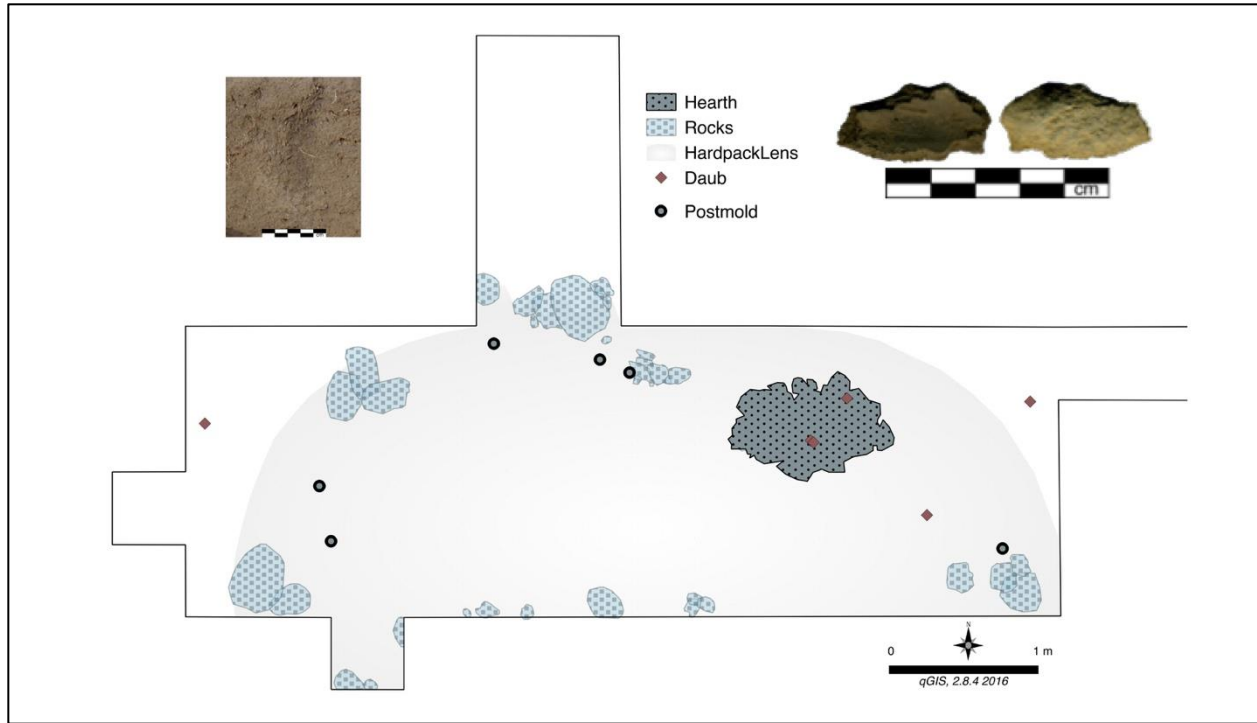 Hearth
Rocks
HardpackLens
Daub
Postmold
cm
N
0 1 m
qGIS, 2.8.4 2016